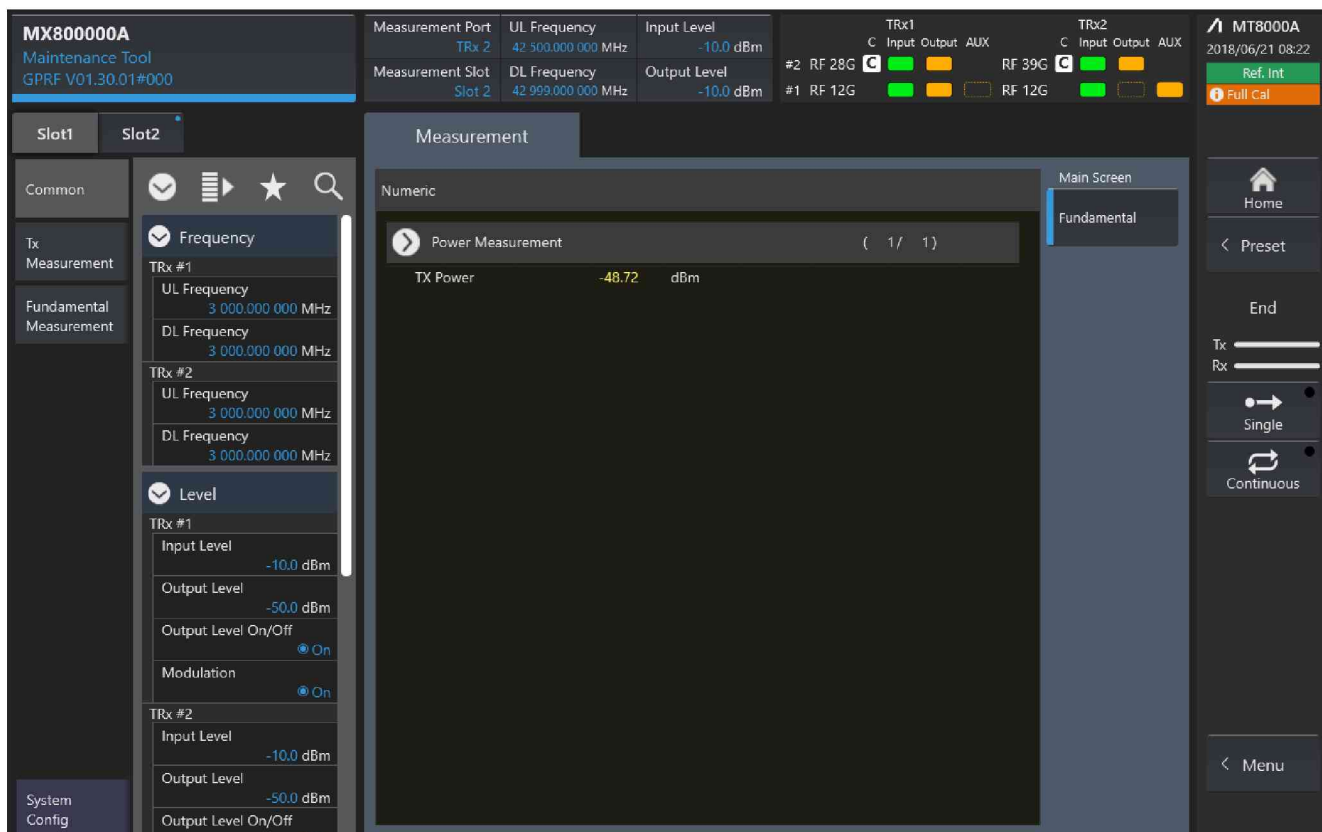 MX800000A
Maintenance Tool
GPRF V01.30.01#000
Measurement Port
TRx 2
UL Frequency
42 500.000 000 MHz
Input Level
-10.0 dBm
Measurement Slot
Slot 2
DL Frequency
42 999.000 000 MHz
Output Level
-10.0 dBm
TRx1
TRx2
C Input Output AUX
C Input Output AUX
#2 RF 28G C
RF 39G C
#1 RF 12G
RF 12G
MT8000A
2018/06/21 08:22
Ref. Int
Full Cal
Slot1
Slot2
Measurement
Common
Tx
Measurement
Fundamental
Measurement
System
Config
Frequency
TRx #1
UL Frequency
3 000.000 000 MHz
DL Frequency
3 000.000 000 MHz
TRx #2
UL Frequency
3 000.000 000 MHz
DL Frequency
3 000.000 000 MHz
Level
TRx #1
Input Level
-10.0 dBm
Output Level
-50.0 dBm
Output Level On/Off
On
Modulation
On
TRx #2
Input Level
-10.0 dBm
Output Level
-50.0 dBm
Output Level On/Off
Numeric
Power Measurement ( 1/ 1)
TX Power -48.72 dBm
Main Screen
Fundamental
Home
< Preset
End
Tx
Rx
Single
Continuous
< Menu